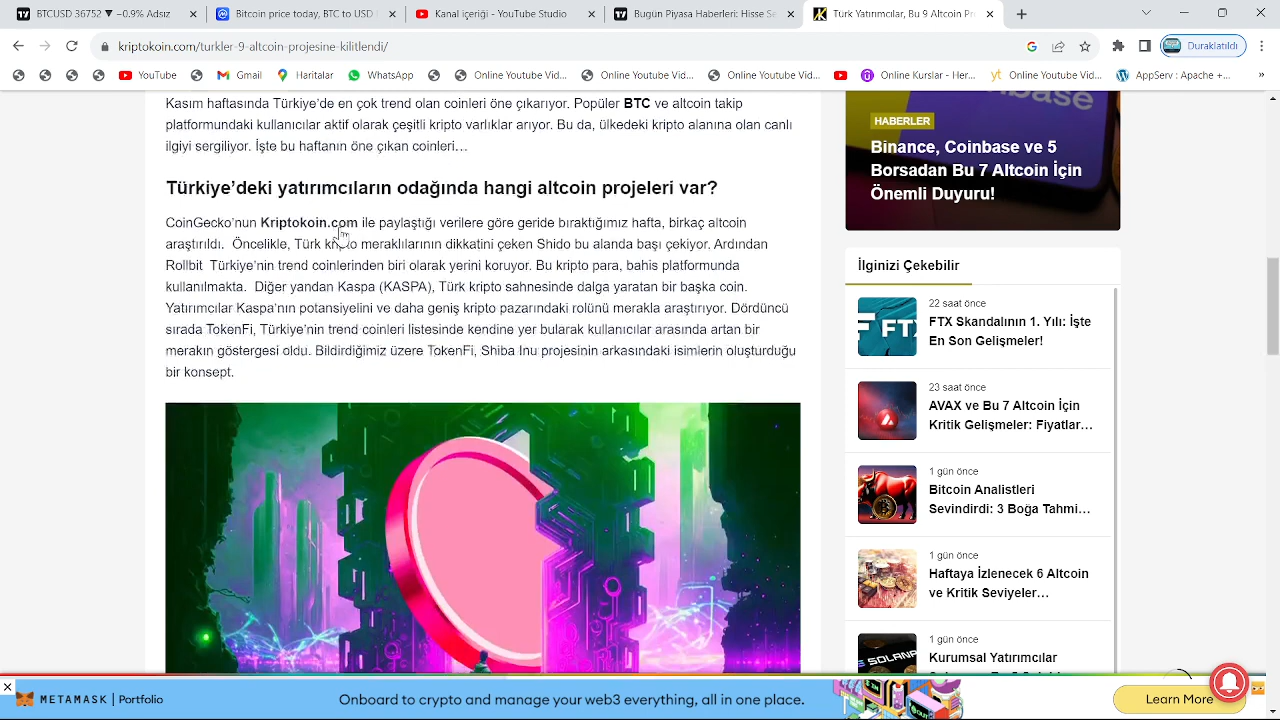 BTCUSD 36752 ▼ -0.9% Adsız
Bitcoin price today, BTC to USD
Kanal içeriği - YouTube Studio
Bugün Piyasa Haberleri — Hisse Se
Türk Yatırımcılar, Bu 9 Altcoin Pro
kriptokoin.com/turkler-9-altcoin-projesine-kilitlendi/
Duraklatıldı
YouTube
Gmail
Haritalar
WhatsApp
Online Youtube Vid...
Online Youtube Vid...
Online Youtube Vid...
Online Kurslar - Her...
Online Youtube Vid...
AppServ : Apache +...
Kasım haftasında Türkiye'de en çok trend olan coinleri öne çıkarıyor. Popüler BTC ve altcoin takip
platformundaki kullanıcılar aktif olarak çeşitli kripto varlıklar arıyor. Bu da, ülkedeki kripto alanına olan canlı
ilgiyi sergiliyor. İşte bu haftanın öne çıkan coinleri…
Türkiye'deki yatırımcıların odağında hangi altcoin projeleri var?
CoinGecko'nun Kriptokoin.com ile paylaştığı verilere göre geride bıraktığımız hafta, birkaç altcoin
araştırıldı. Öncelikle, Türk kripto meraklılarının dikkatini çeken Shido bu alanda başı çekiyor. Ardından
Rollbit Türkiye'nin trend coinlerinden biri olarak yerini koruyor. Bu kripto para, bahis platformunda
kullanılmakta. Diğer yandan Kaspa (KASPA), Türk kripto sahnesinde dalga yaratan bir başka coin.
Yatırımcılar Kaspa'nın potansiyelini ve daha geniş kripto pazarındaki rolünü merakla araştırıyor. Dördüncü
sırada TokenFi, Türkiye'nin trend coinleri listesinde kendine yer bularak kullanıcılar arasında artan bir
merakın göstergesi oldu. Bildirdiğimiz üzere TokenFi, Shiba Inu projesinin arkasındaki isimlerin oluşturduğu
bir konsept.
HABERLER
Binance, Coinbase ve 5
Borsadan Bu 7 Altcoin İçin
Önemli Duyuru!
İlginizi Çekebilir
22 saat önce
FTX Skandalının 1. Yılı: İşte
En Son Gelişmeler!
23 saat önce
AVAX ve Bu 7 Altcoin İçin
Kritik Gelişmeler: Fiyatlar…
1 gün önce
Bitcoin Analistleri
Sevindirdi: 3 Boğa Tahmi…
1 gün önce
Haftaya İzlenecek 6 Altcoin
ve Kritik Seviyeler…
1 gün önce
Kurumsal Yatırımcılar
METAMASK | Portfolio
Onboard to crypto and manage your web3 everything, all in one place.
Learn More